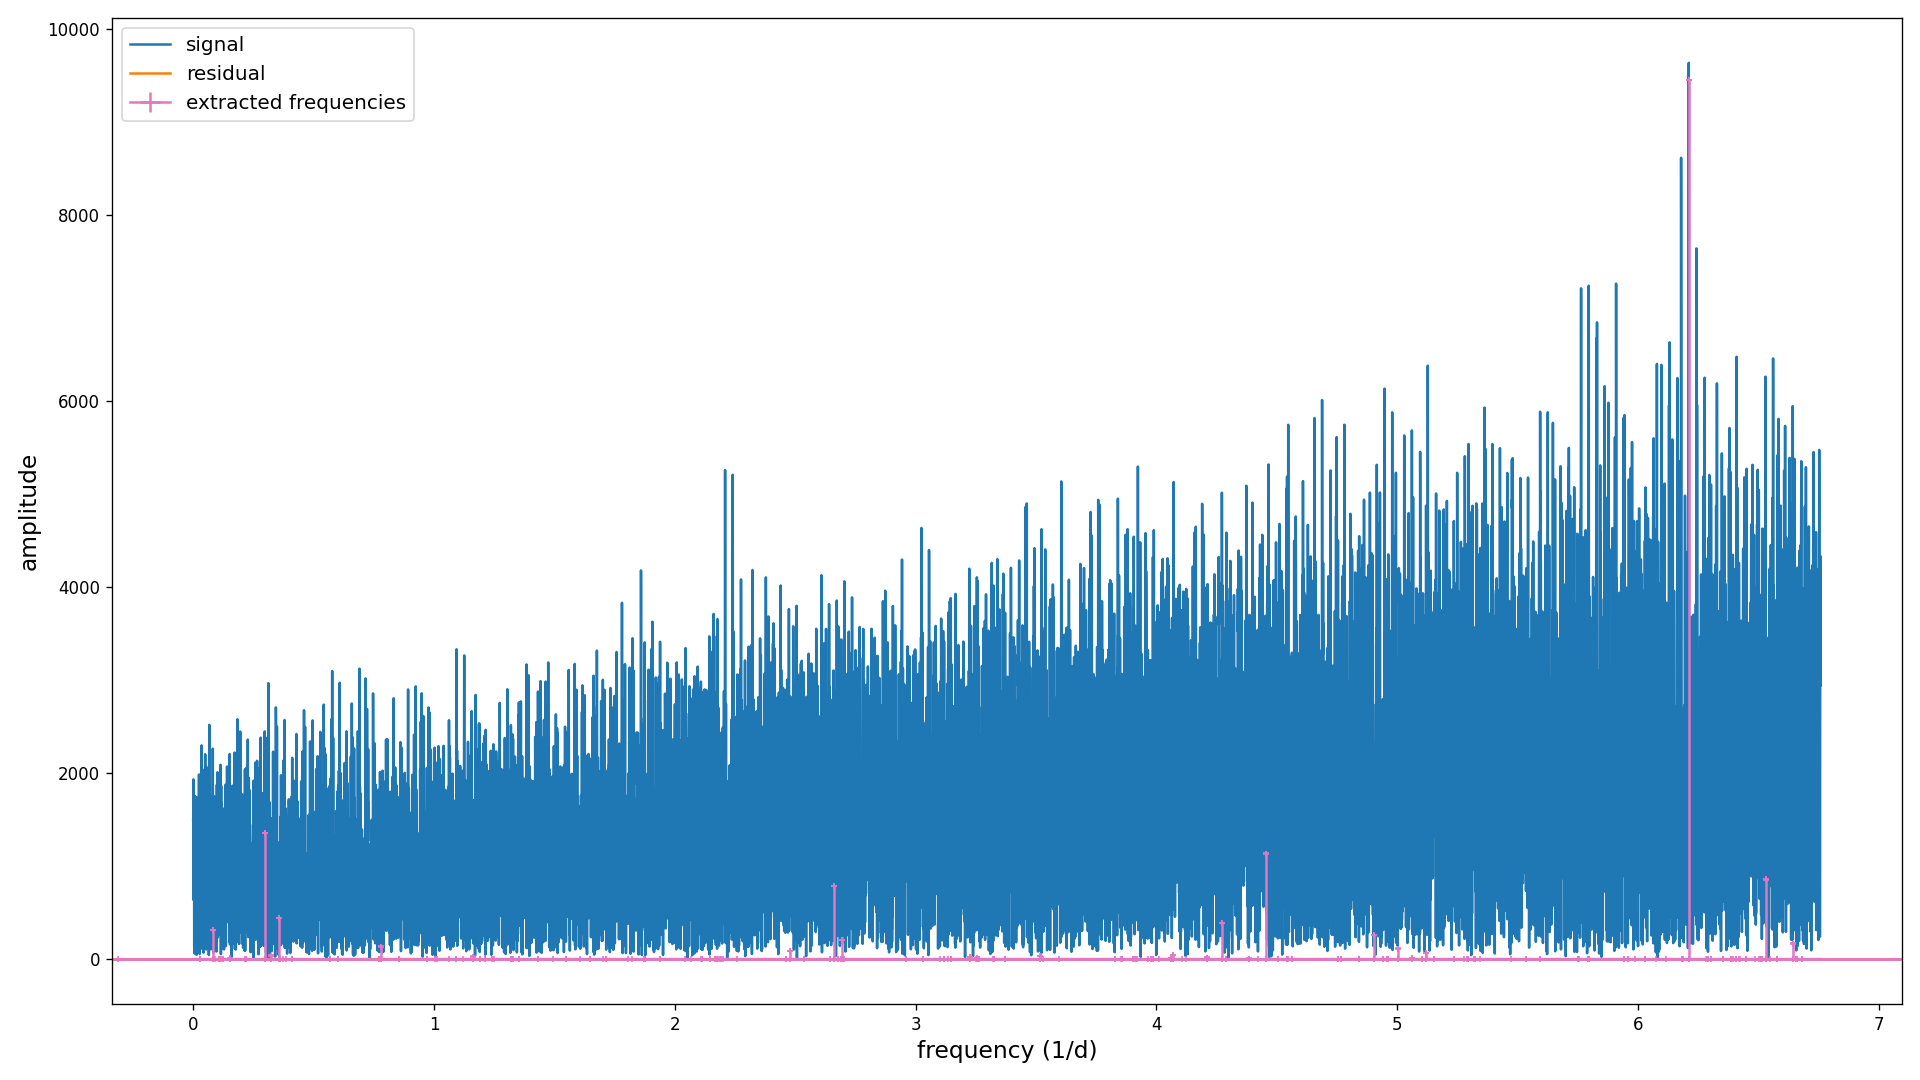 10000
8000
6000
4000
2000
0
amplitude
signal
residual
extracted frequencies
0 1 2 3 4 5 6 7
frequency (1/d)